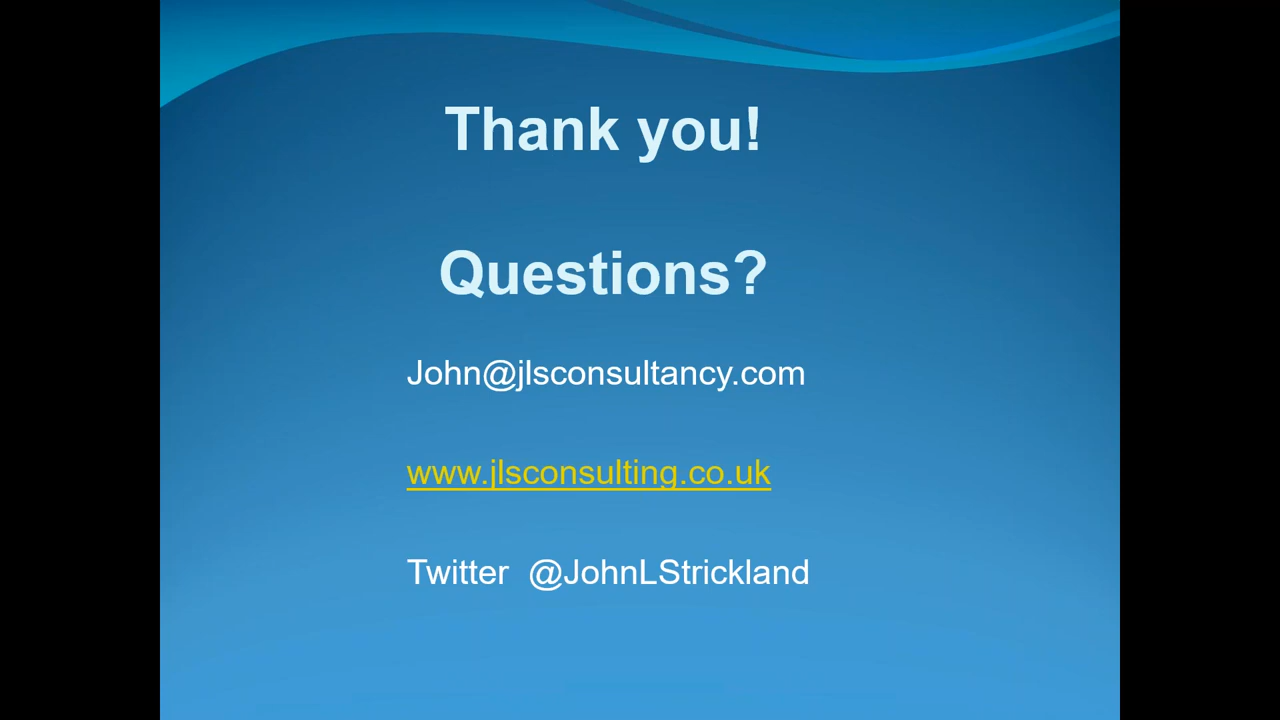 Thank you!
Questions?
John@jlsconsultancy.com
www.jlsconsulting.co.uk
Twitter @JohnLStrickland